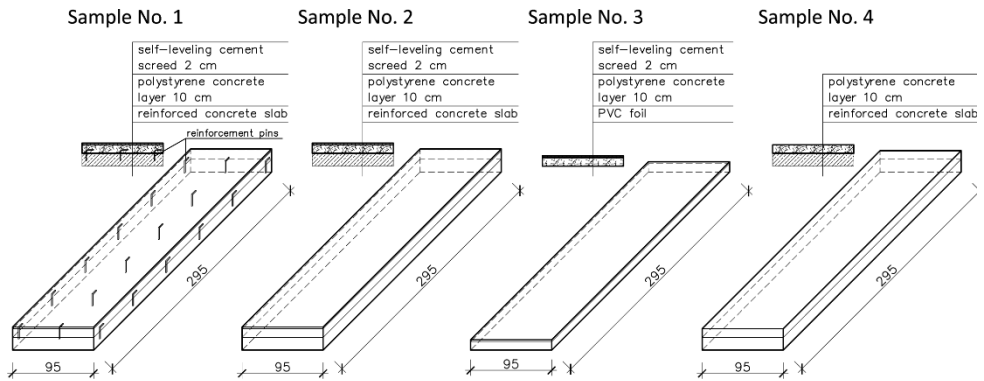 Sample No. 1
self-leveling cement
screed 2 cm
polystyrene concrete
layer 10 cm
reinforced concrete slab
reinforcement pins
295
95
Sample No. 2
self-leveling cement
screed 2 cm
polystyrene concrete
layer 10 cm
reinforced concrete slab
295
95
Sample No. 3
self-leveling cement
screed 2 cm
polystyrene concrete
layer 10 cm
PVC foil
295
95
Sample No. 4
polystyrene concrete
layer 10 cm
reinforced concrete slab
295
95